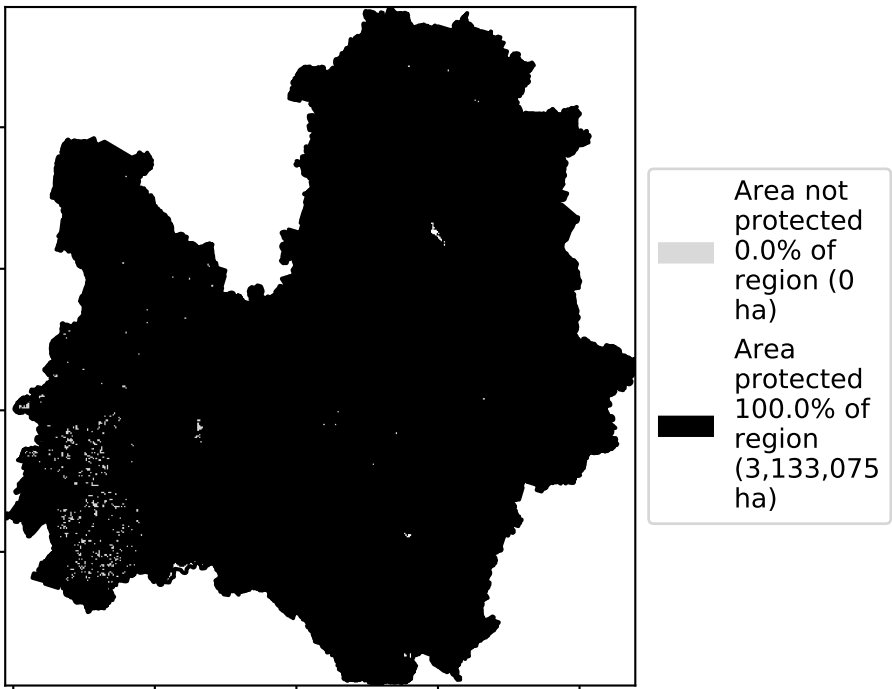 Area not
protected
0.0% of
region (0
ha)
Area
protected
100.0% of
region
(3,133,075
ha)